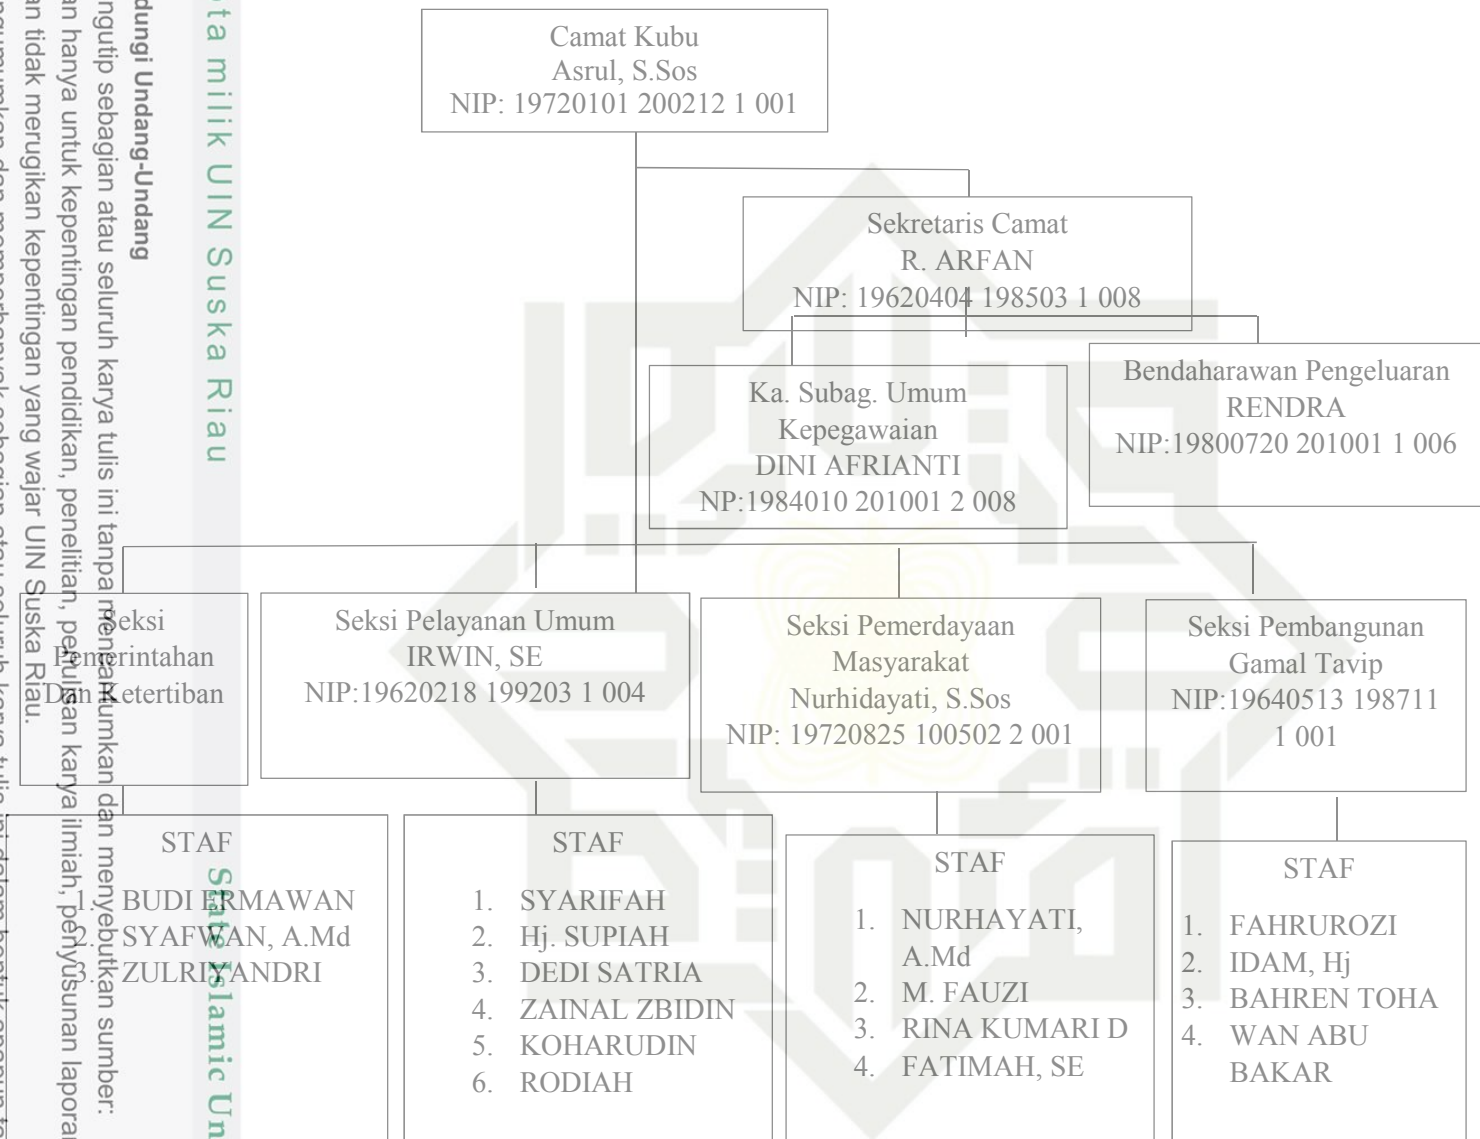 Camat Kubu
Asrul, S.Sos
NIP: 19720101 200212 1 001
Sekretaris Camat
R. ARFAN
NIP: 19620404 198503 1 008
Ka. Subag. Umum
Kepegawaian
DINI AFRIANTI
NP:1984010 201001 2 008
Bendaharawan Pengeluaran
RENDRA
NIP:19800720 201001 1 006
Seksi
Pemerintahan
Dan Ketertiban
Seksi Pelayanan Umum
IRWIN, SE
NIP:19620218 199203 1 004
Seksi Pemerdayaan
Masyarakat
Nurhidayati, S.Sos
NIP: 19720825 100502 2 001
Seksi Pembangunan
Gamal Tavip
NIP:19640513 198711
1 001
STAF
1. BUDI ERMAWAN
2. SYAFWAN, A.Md
3. ZULRIYANDRI
STAF
1. SYARIFAH
2. Hj. SUPIAH
3. DEDI SATRIA
4. ZAINAL ZBIDIN
5. KOHARUDIN
6. RODIAH
STAF
1. NURHAYATI,
A.Md
2. M. FAUZI
3. RINA KUMARI D
4. FATIMAH, SE
STAF
1. FAHRUROZI
2. IDAM, Hj
3. BAHREN TOHA
4. WAN ABU
BAKAR
milik UIN Suska Riau
State Islamic Un
Undang-Undang
sebagian atau seluruh karya tulis ini tanpa mencantumkan dan menyebutkan sumber:
hanya untuk kepentingan pendidikan, penelitian, penulisan karya ilmiah, penyusunan
tidak merugikan kepentingan yang wajar UIN Suska Riau.